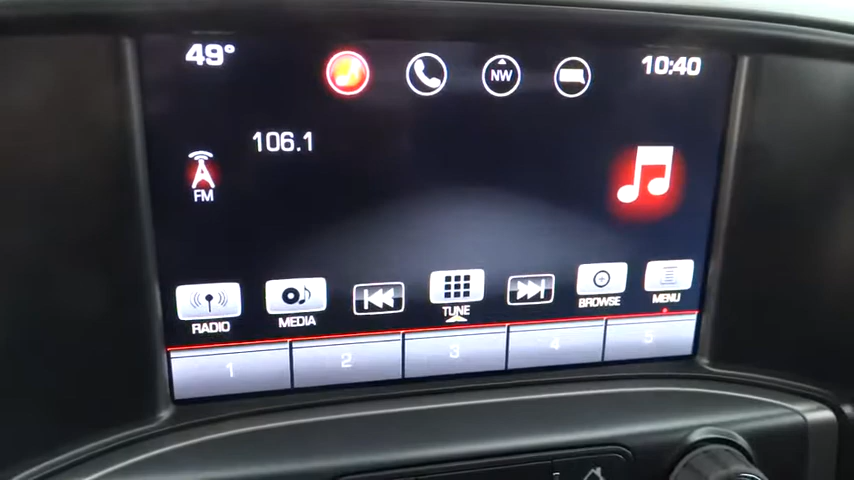 49°
NW
10:40
106.1
FM
RADIO
MEDIA
TUNE
BROWSE
MENU
1
2
3
4
5